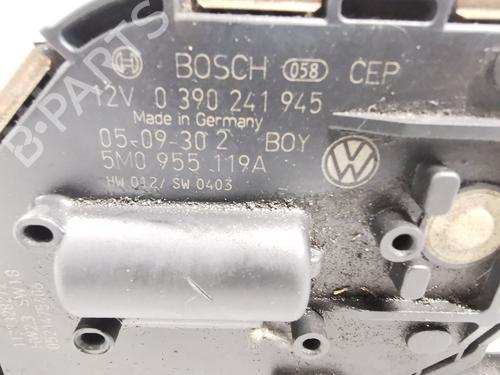 BOSCH 058 CEP
12V 0 390 241 945
Made in Germany
05-09-30 2 BOY
5M0 955 119A
HW 012/ SW 0403
B-PARTS